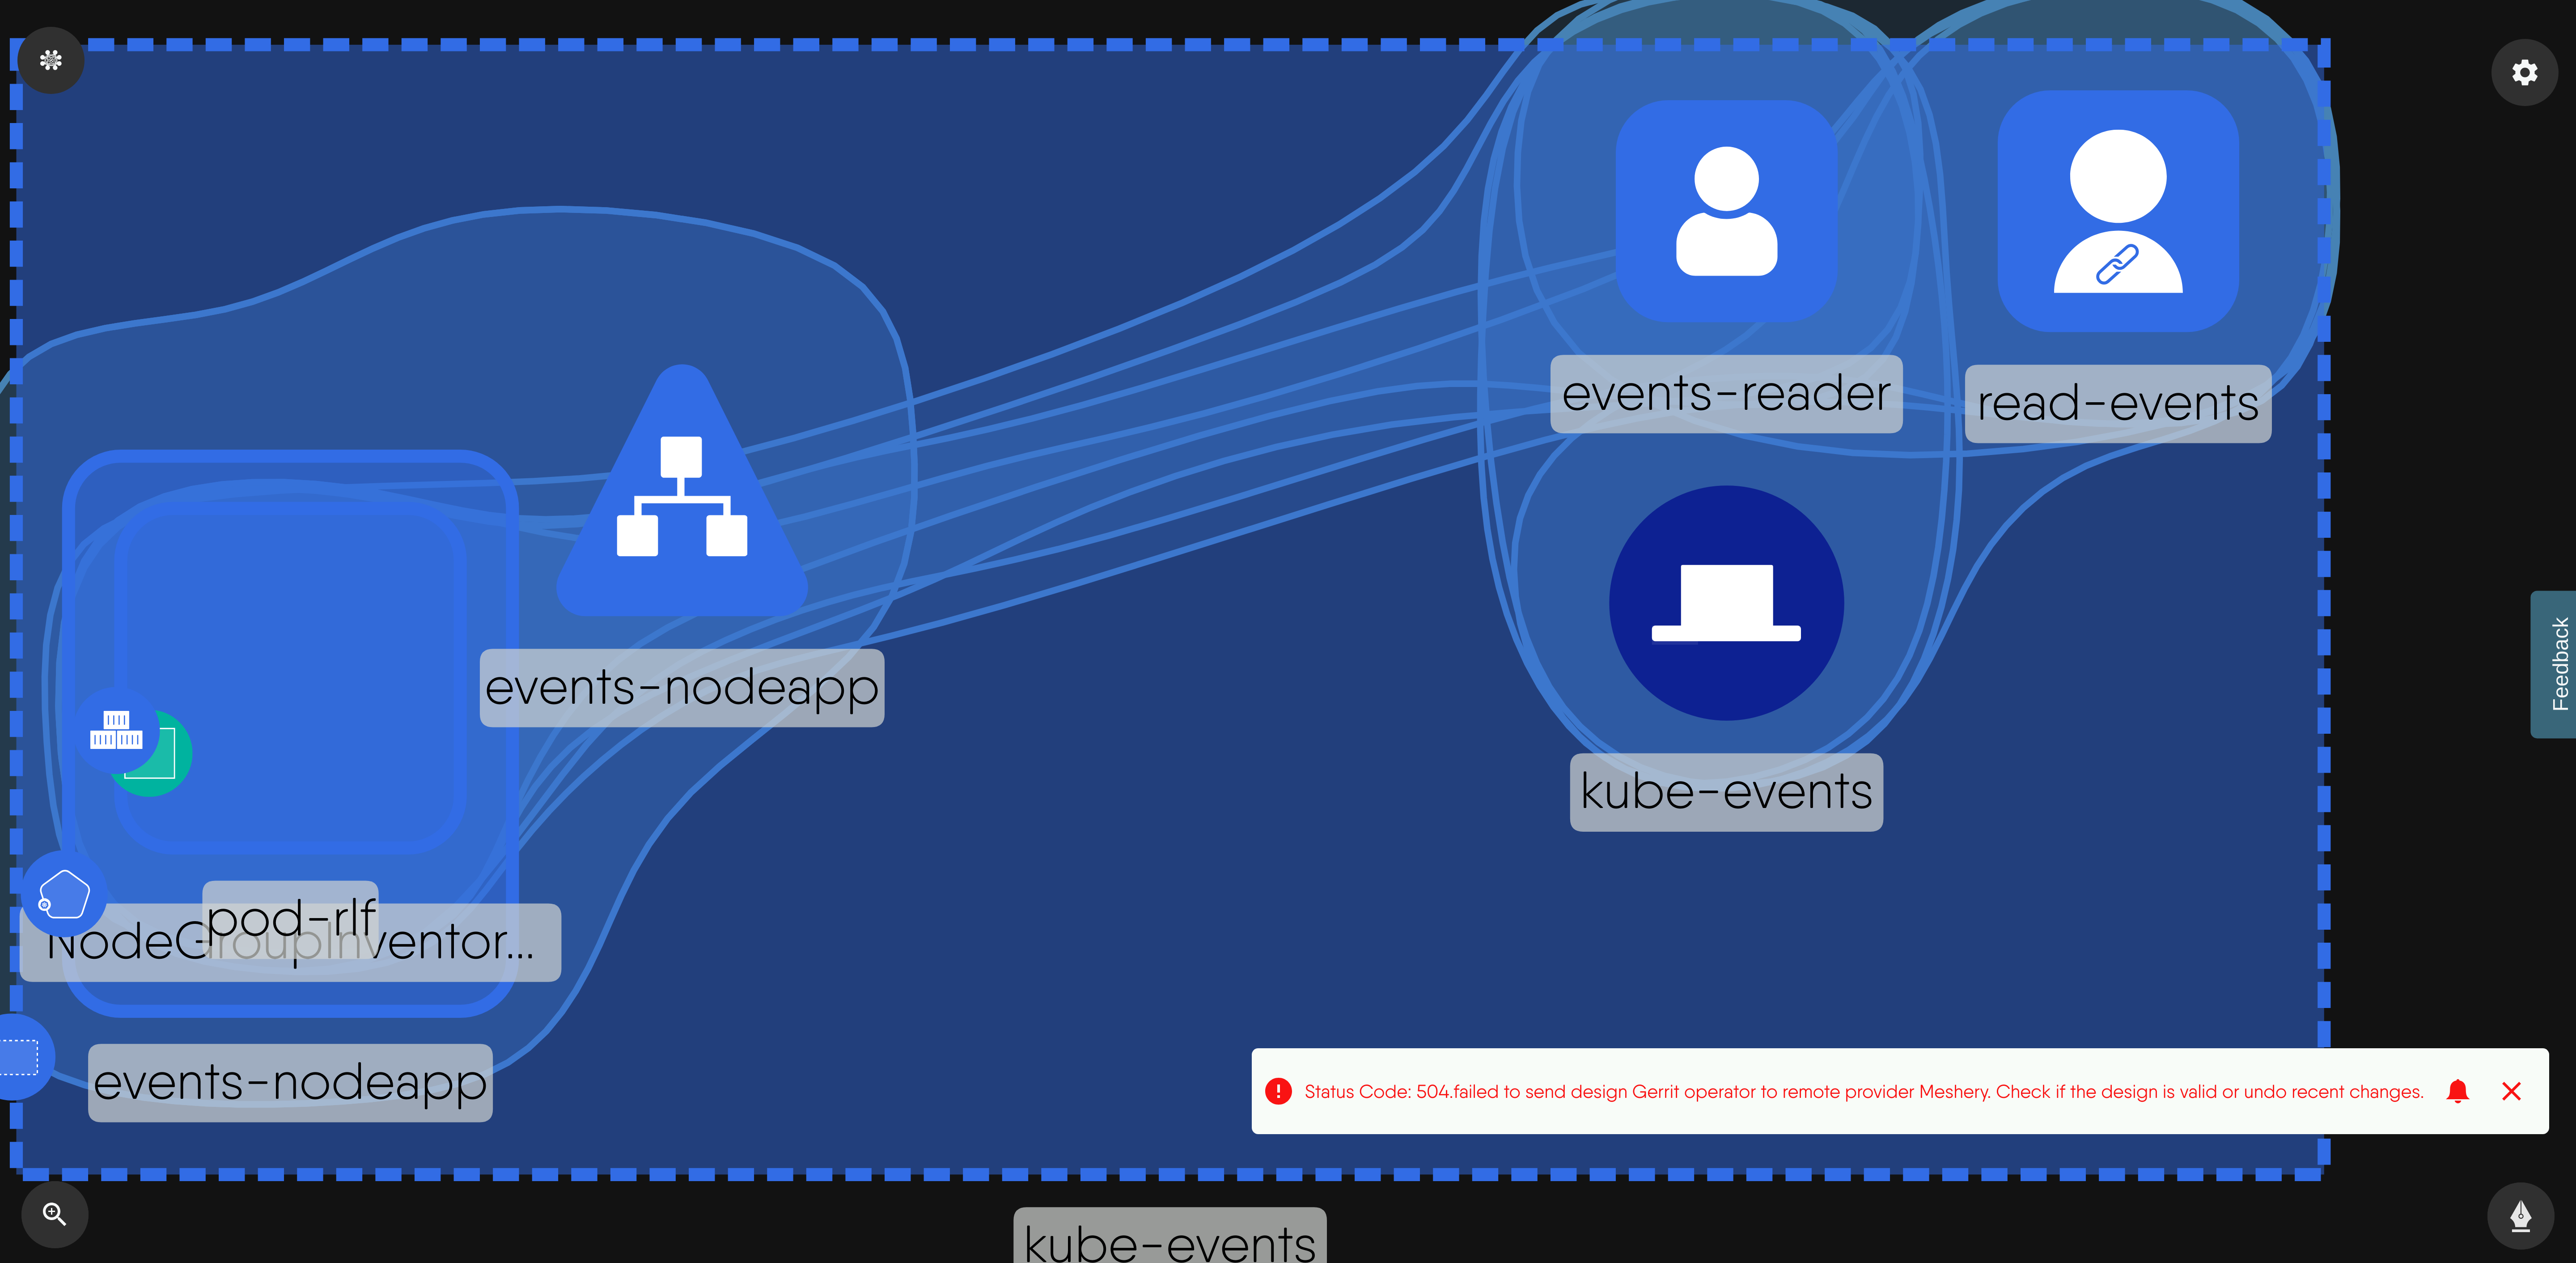 events-reader
read-events
events-nodeapp
kube-events
pod-rlf
NodeGroupInventor...
events-nodeapp
Status Code: 504.failed to send design Gerrit operator to remote provider Meshery. Check if the design is valid or undo recent changes.
kube-events
Feedback